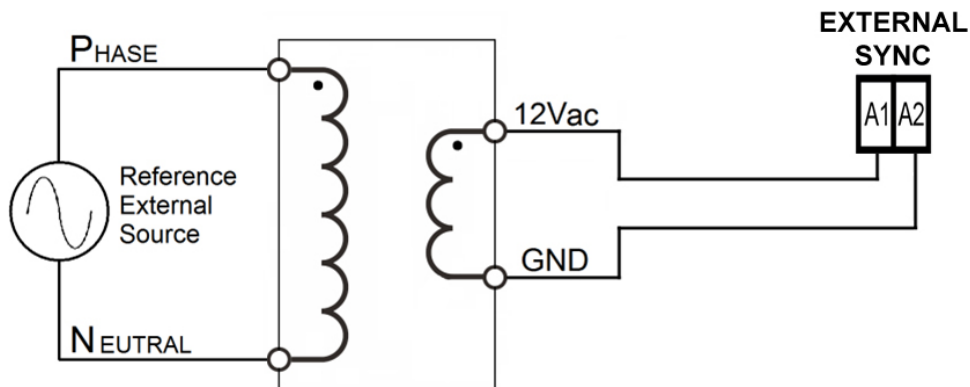 EXTERNAL
SYNC
PHASE
A1 A2
12Vac
Reference
External
Source
GND
NEUTRAL